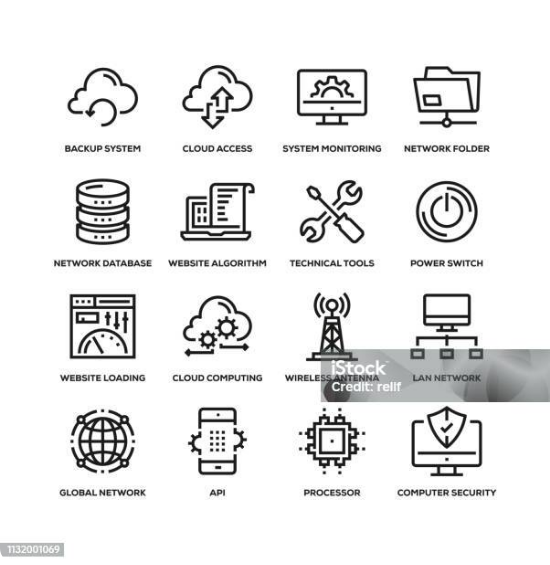 BACKUP SYSTEM
CLOUD ACCESS
SYSTEM MONITORING
NETWORK FOLDER
NETWORK DATABASE
WEBSITE ALGORITHM
TECHNICAL TOOLS
POWER SWITCH
WEBSITE LOADING
CLOUD COMPUTING
WIRELESS ANTENNA
LAN NETWORK
iStock
Credit: relif
GLOBAL NETWORK
API
PROCESSOR
COMPUTER SECURITY
1132001069